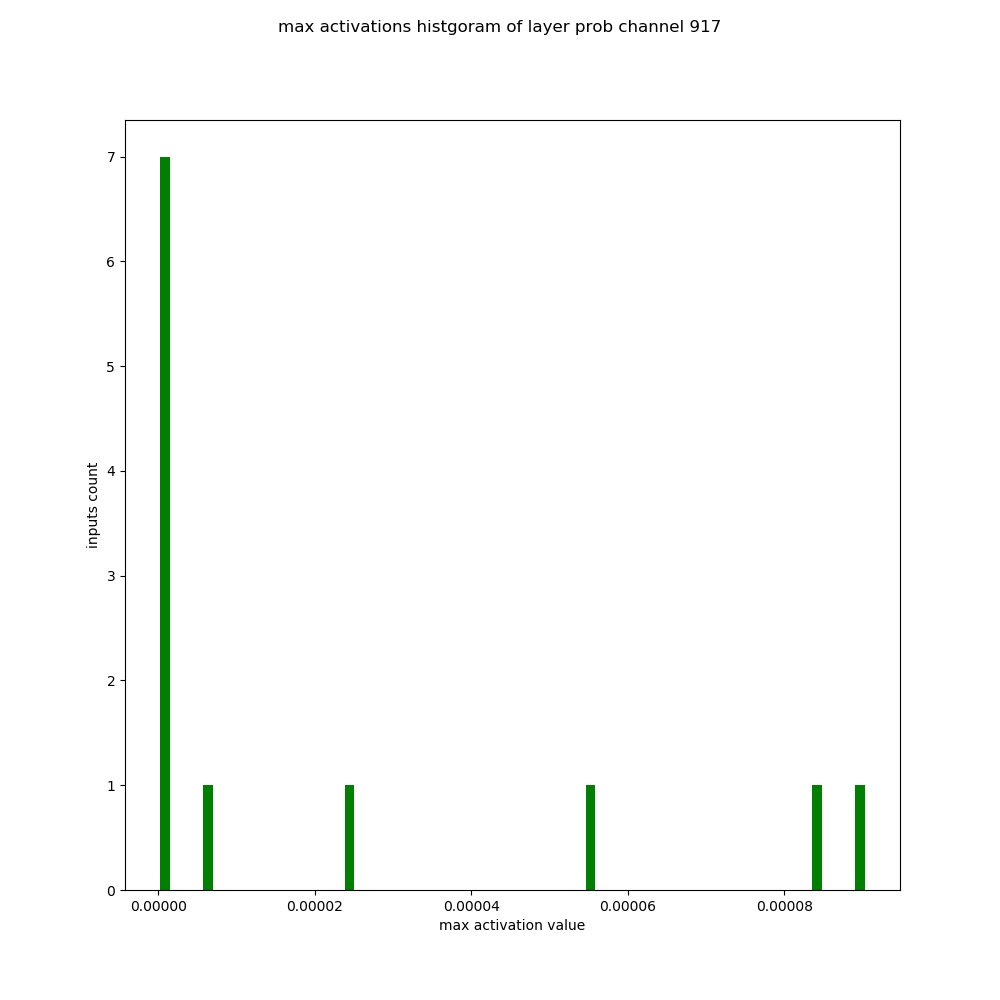 max activations histgoram of layer prob channel 917
7
6
5
4
3
2
1
0
inputs count
0.00000 0.00002 0.00004 0.00006 0.00008
max activation value